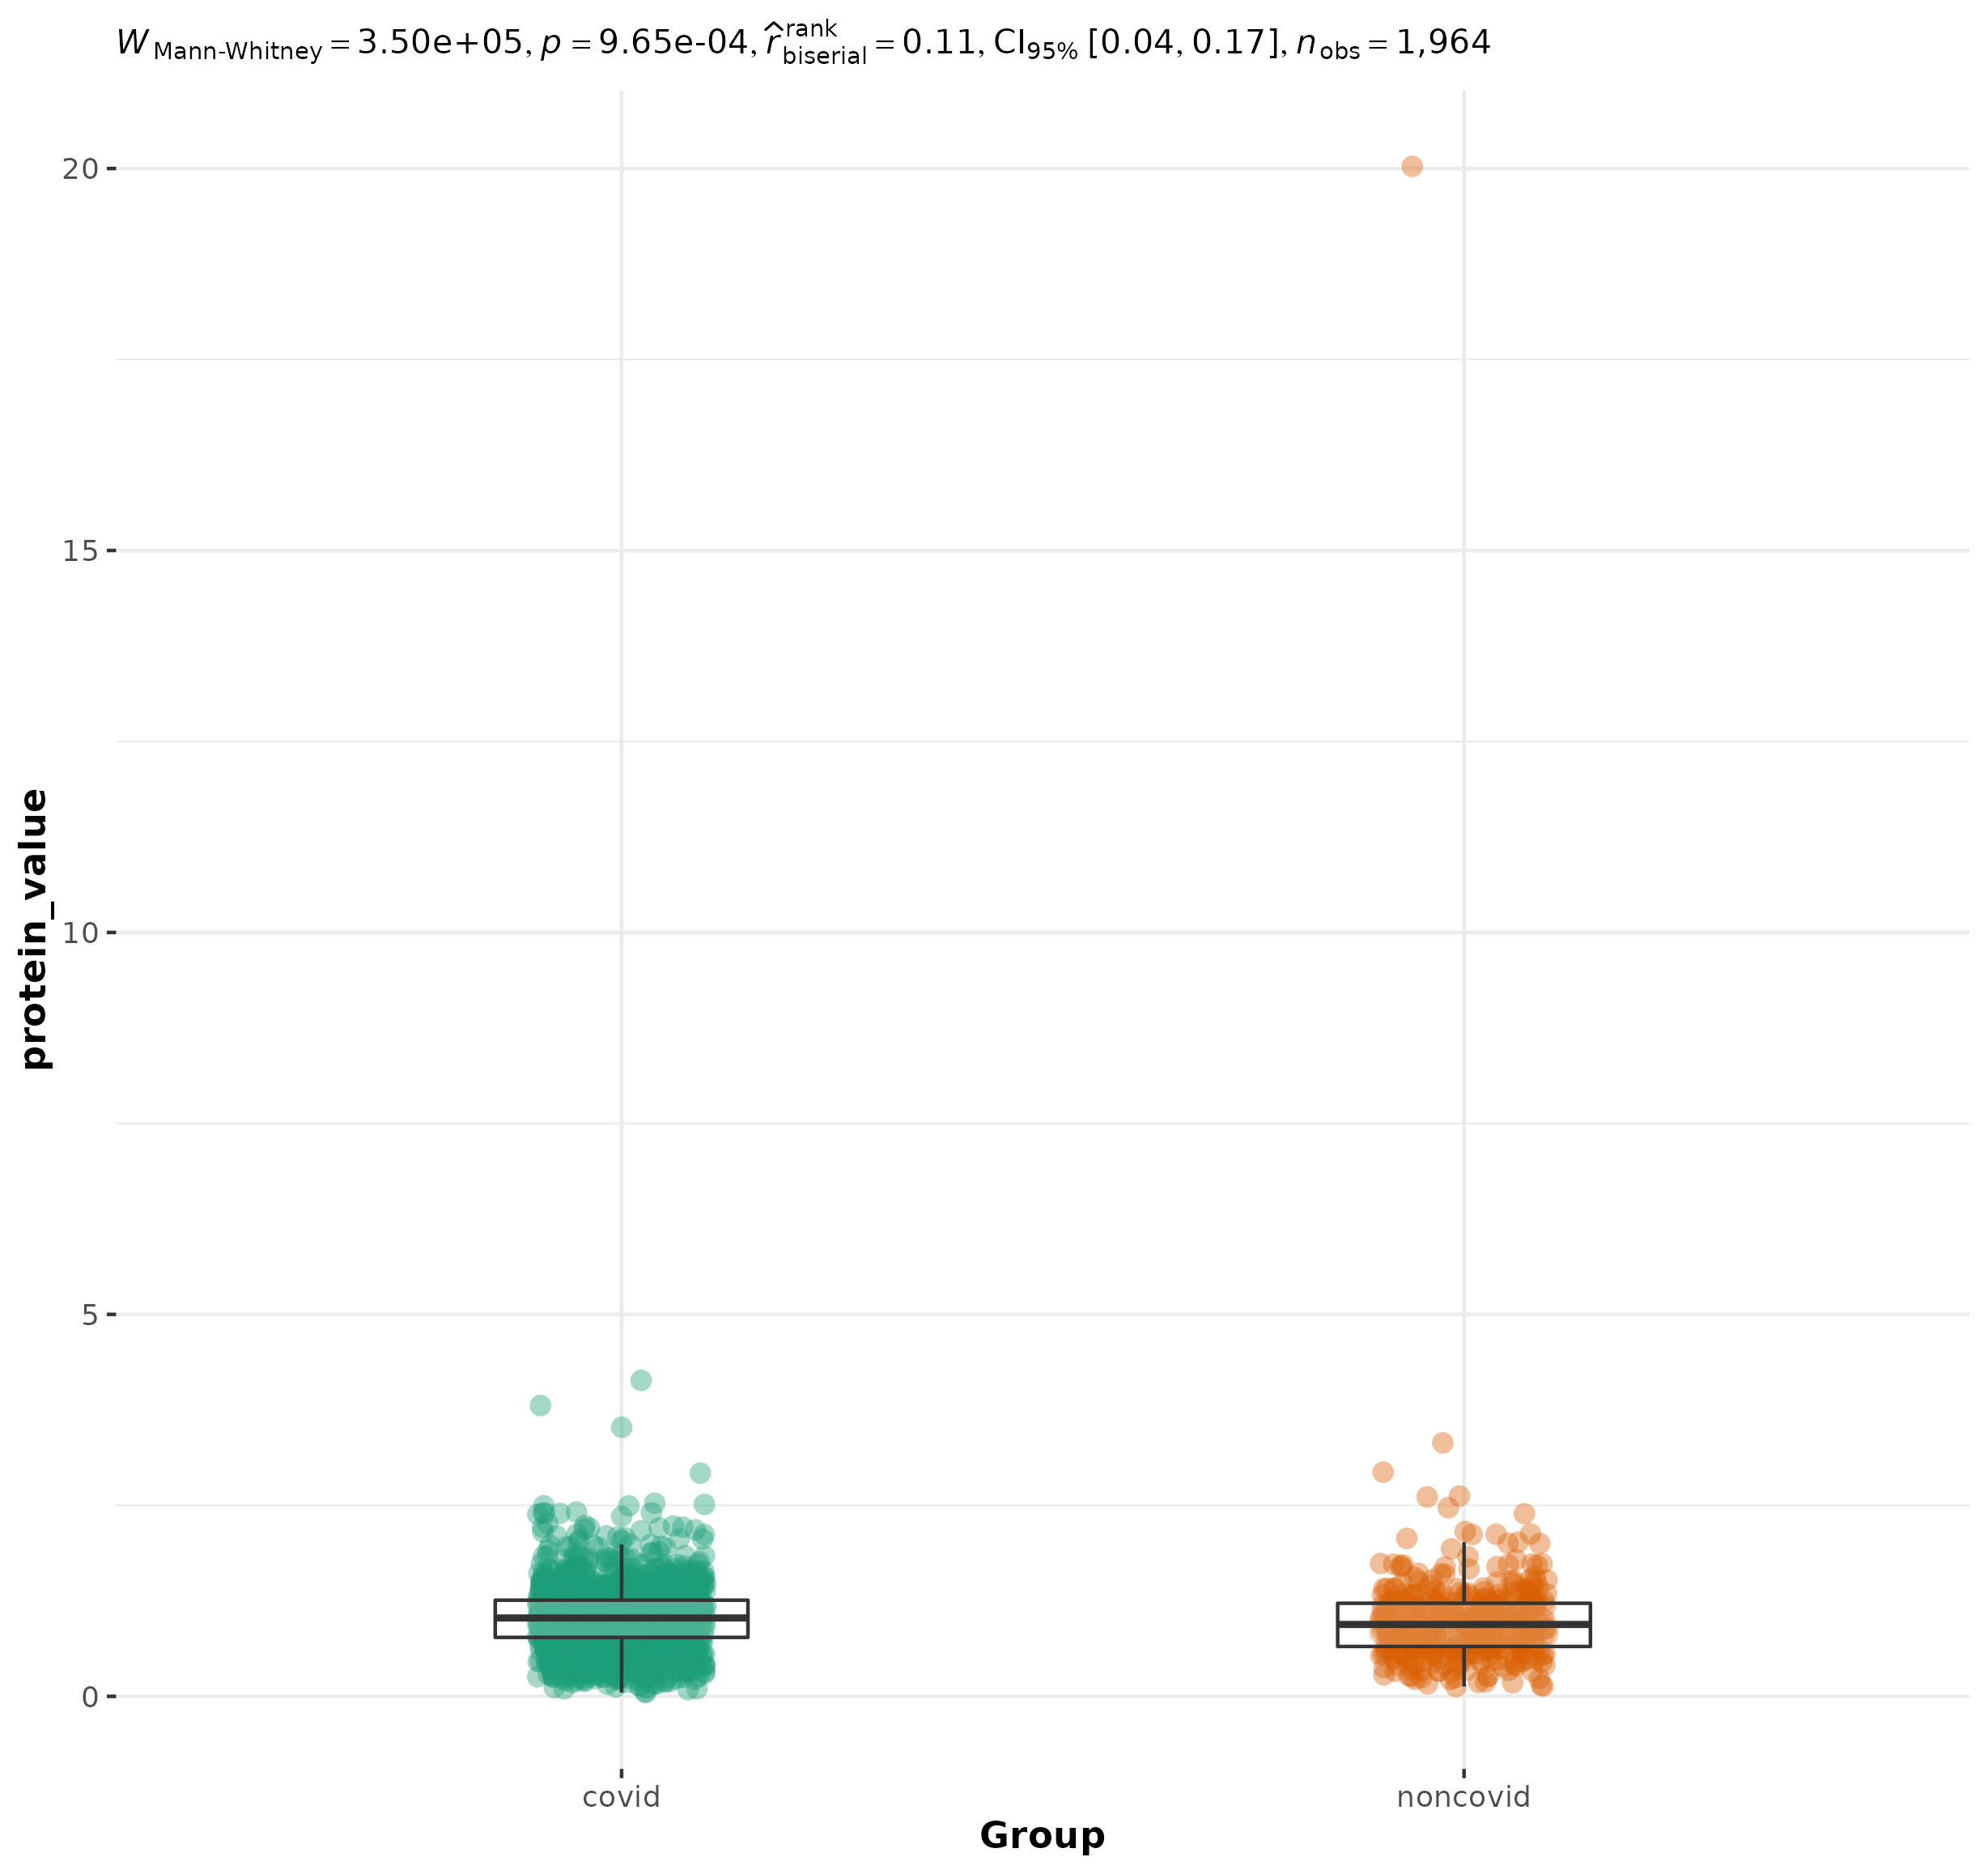 W Mann-Whitney = 3.50e+05, p = 9.65e-04, r̂ rank biserial = 0.11, CI95% [0.04, 0.17], nobs = 1,964
20
15
10
5
0
protein_value
covid noncovid
Group